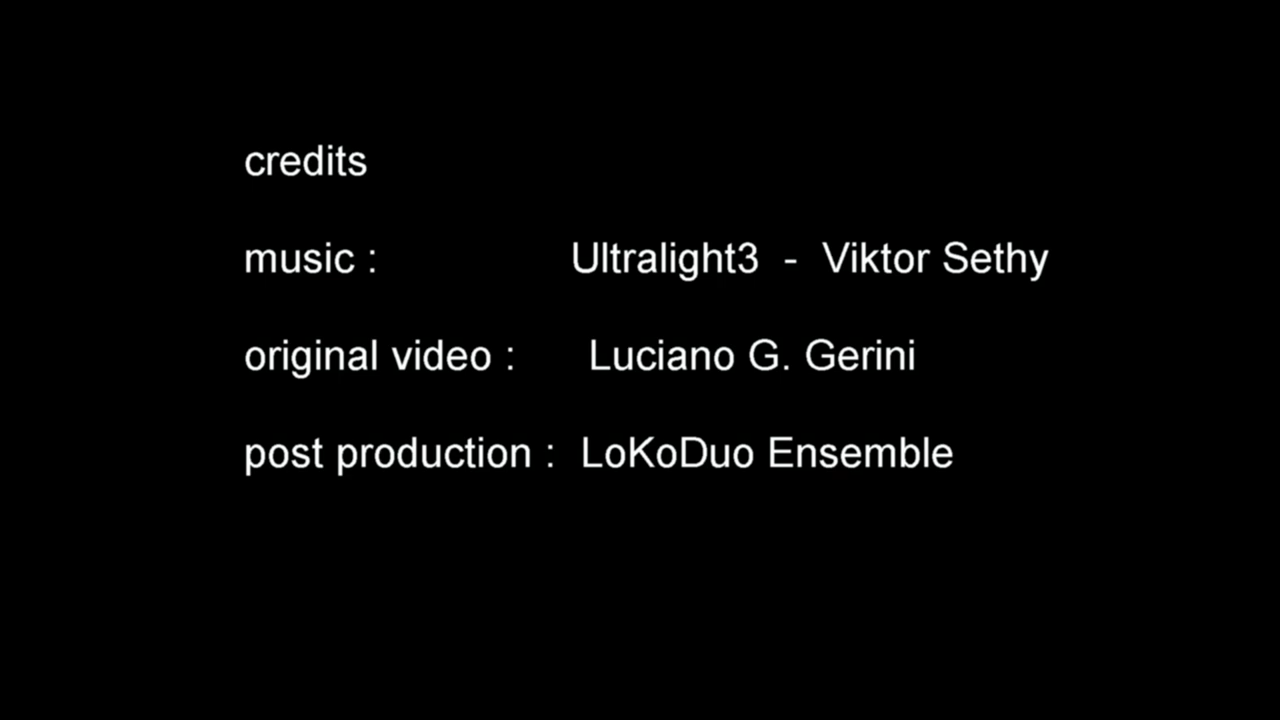 credits
music : Ultralight3 - Viktor Sethy
original video : Luciano G. Gerini
post production : LoKoDuo Ensemble